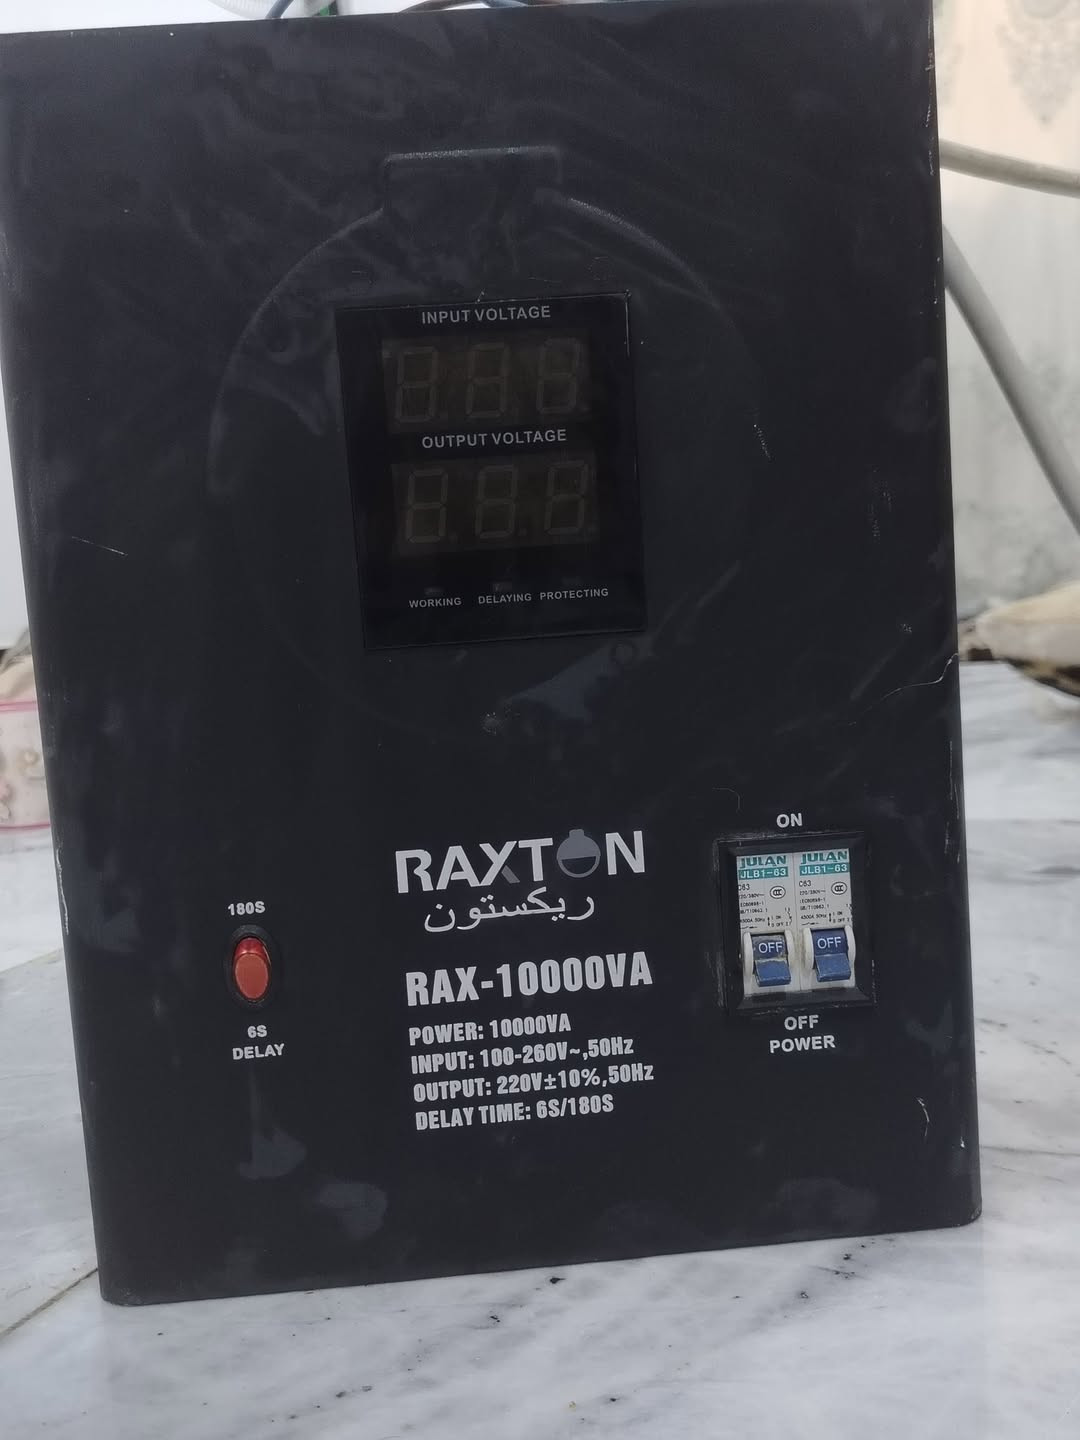 INPUT VOLTAGE
OUTPUT VOLTAGE
WORKING DELAYING PROTECTING
ON
JULAN JULAN
JLB1-63 JLB1-63
C63 C63
OFF OFF
OFF
POWER
RAXTON
ريكستون
180S
6S
DELAY
RAX-10000VA
POWER: 10000VA
INPUT: 100-260V~,50Hz
OUTPUT: 220V±10%,50Hz
DELAY TIME: 6S/180S